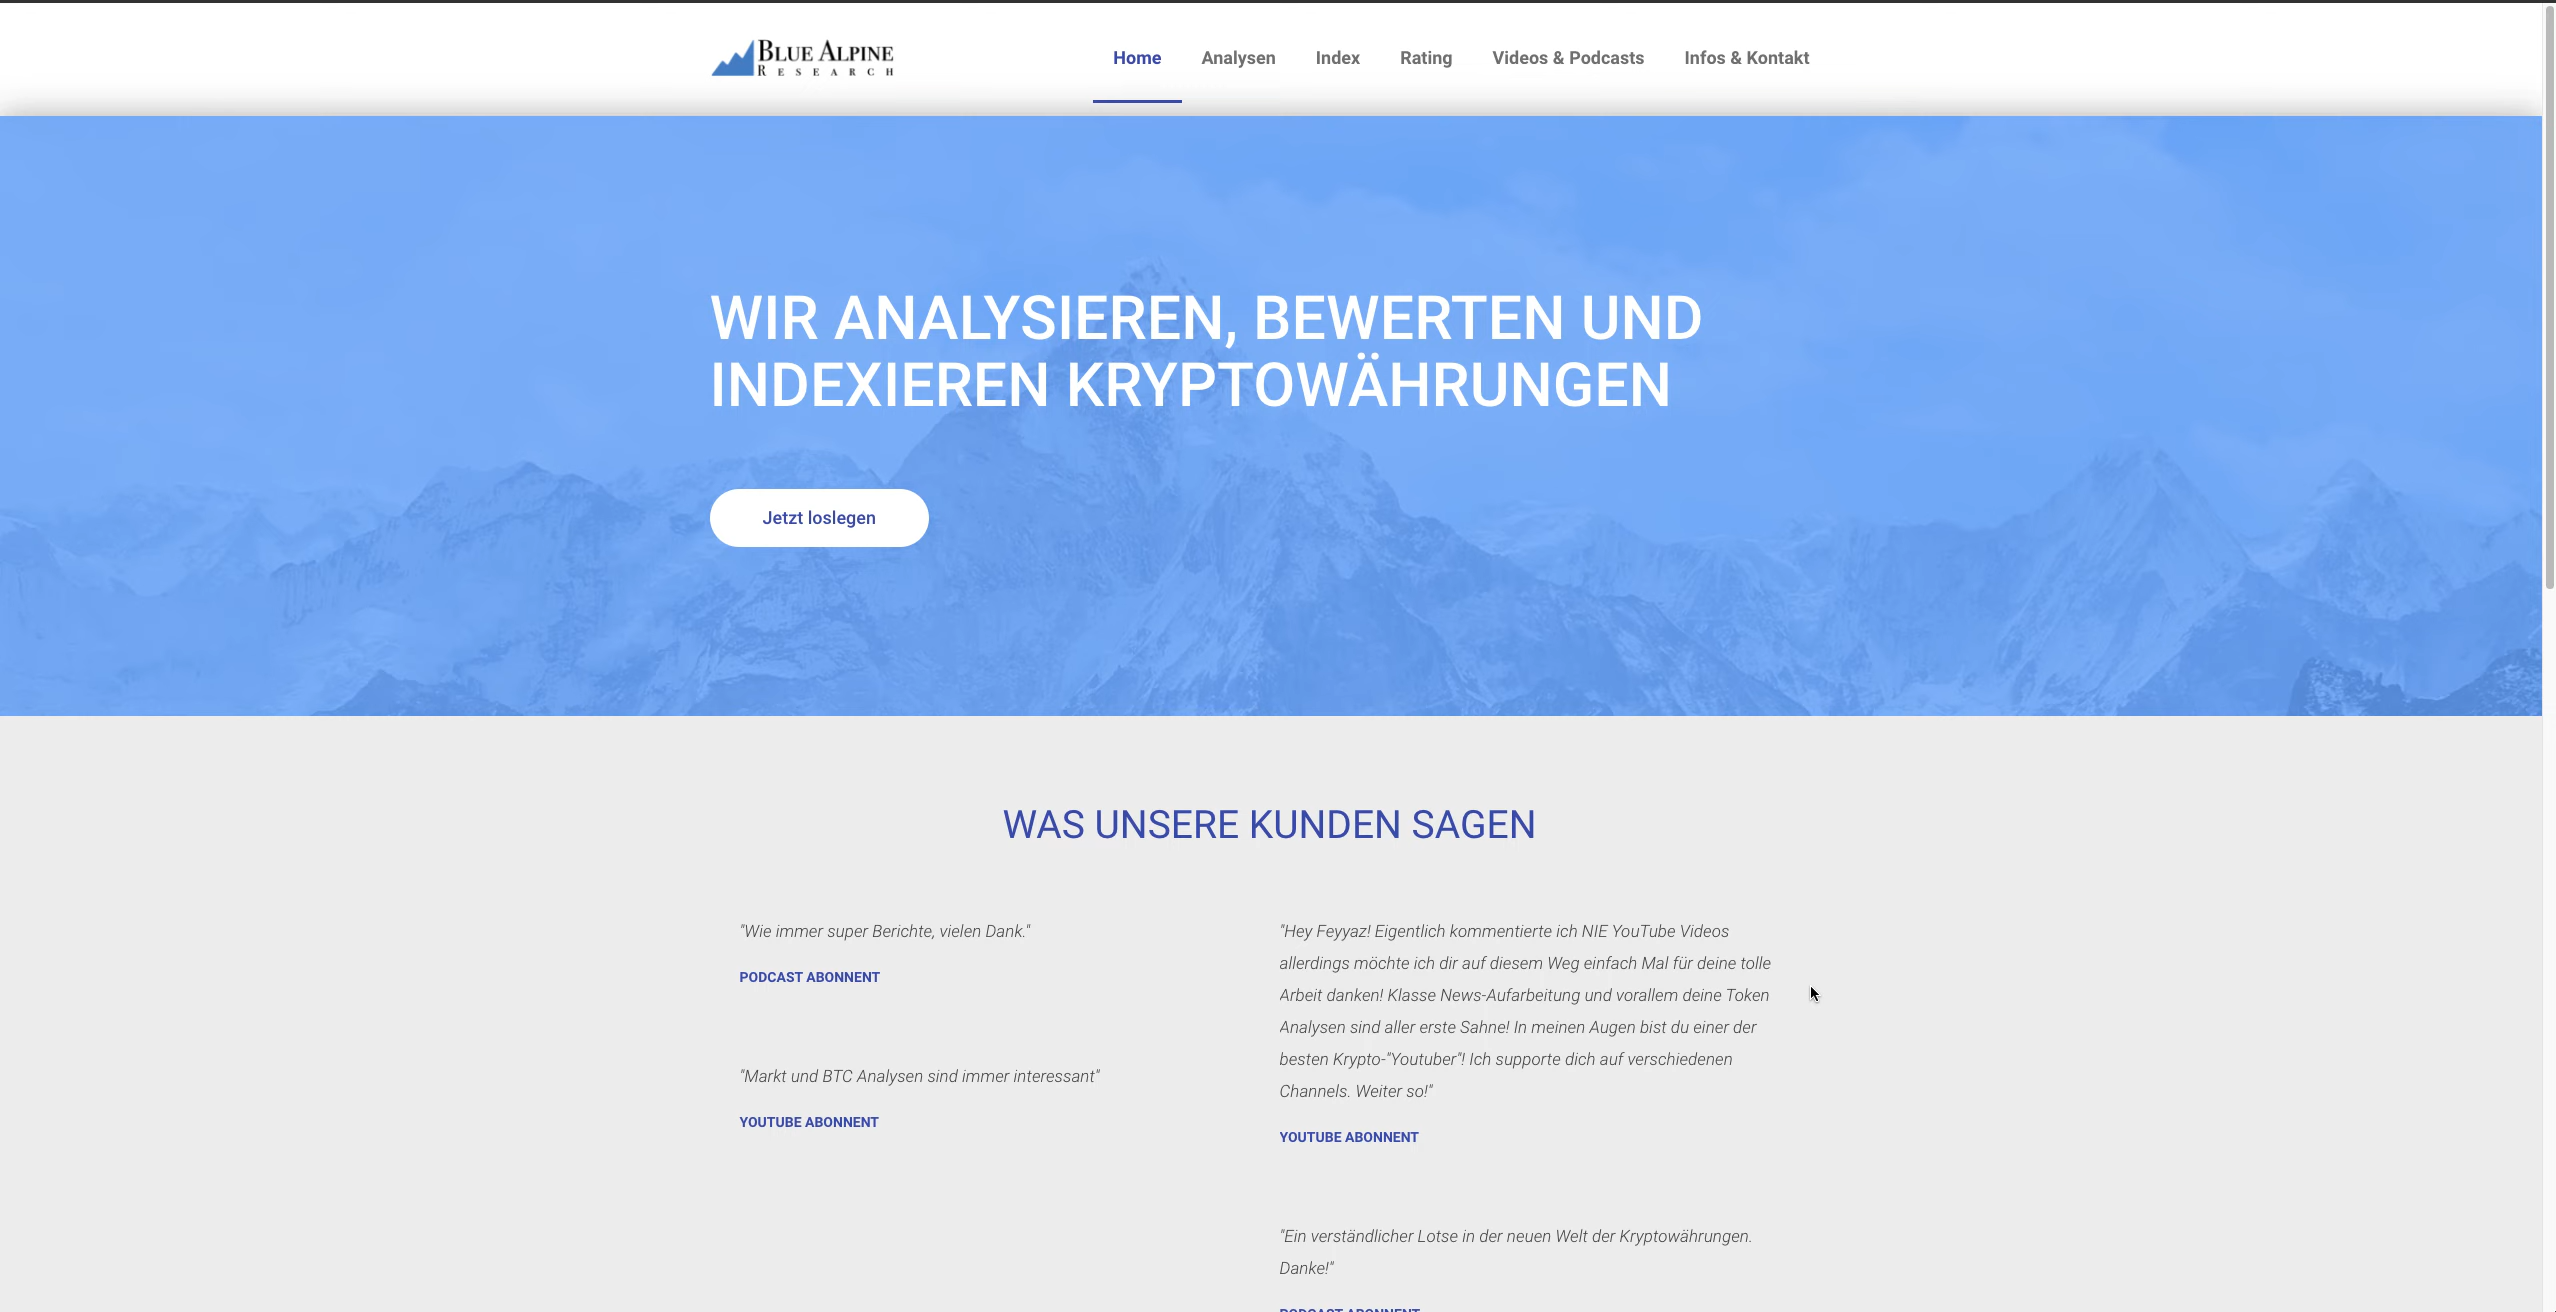 BLUE ALPINE
RESEARCH
Home
Analysen
Index
Rating
Videos & Podcasts
Infos & Kontakt
WIR ANALYSIEREN, BEWERTEN UND
INDEXIEREN KRYPTOWÄHRUNGEN
Jetzt loslegen
WAS UNSERE KUNDEN SAGEN
"Wie immer super Berichte, vielen Dank."
PODCAST ABONNENT
"Markt und BTC Analysen sind immer interessant"
YOUTUBE ABONNENT
"Hey Feyyaz! Eigentlich kommentierte ich NIE YouTube Videos
allerdings möchte ich dir auf diesem Weg einfach Mal für deine tolle
Arbeit danken! Klasse News-Aufarbeitung und vorallem deine Token
Analysen sind aller erste Sahne! In meinen Augen bist du einer der
besten Krypto-"Youtuber"! Ich supporte dich auf verschiedenen
Channels. Weiter so!"
YOUTUBE ABONNENT
"Ein verständlicher Lotse in der neuen Welt der Kryptowährungen.
Danke!"
PODCAST ABONNENT